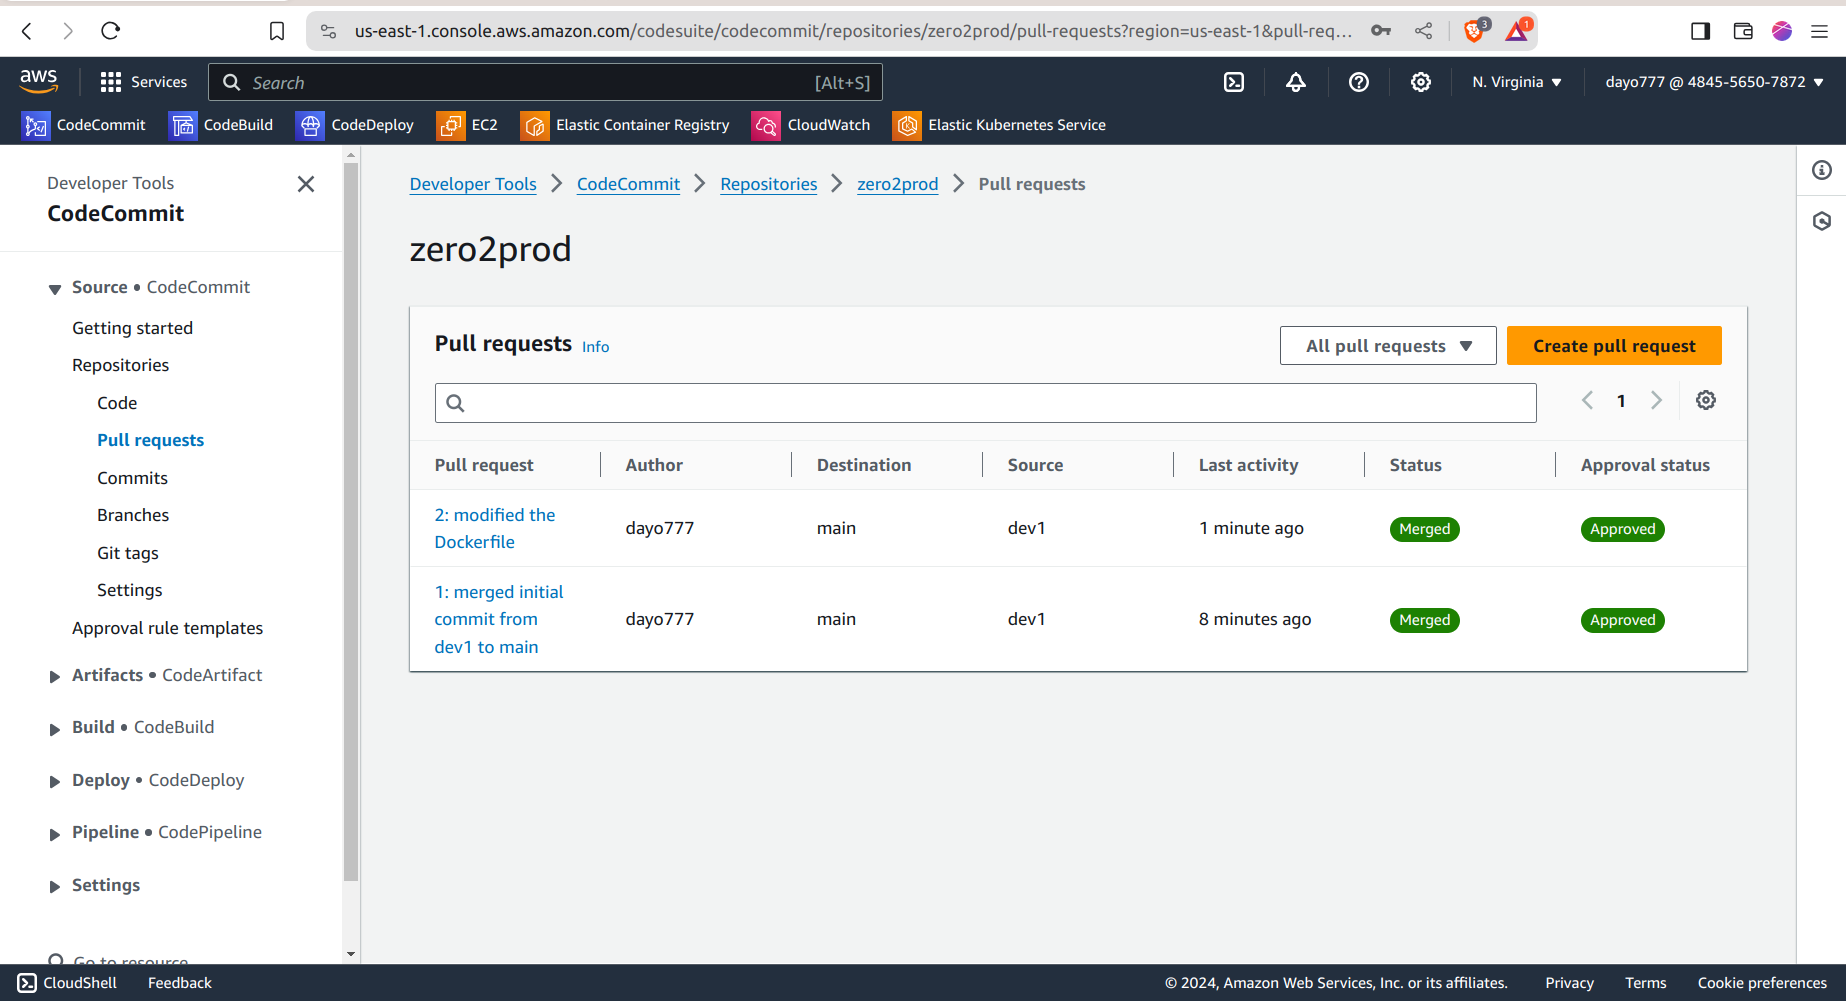 us-east-1.console.aws.amazon.com/codesuite/codecommit/repositories/zero2prod/pull-requests?region=us-east-1&pull-req...
3
1
aws
Services
Search
[Alt+S]
N. Virginia
dayo777 @ 4845-5650-7872
CodeCommit
CodeBuild
CodeDeploy
EC2
Elastic Container Registry
CloudWatch
Elastic Kubernetes Service
Developer Tools
CodeCommit
Source • CodeCommit
Getting started
Repositories
Code
Pull requests
Commits
Branches
Git tags
Settings
Approval rule templates
Artifacts • CodeArtifact
Build • CodeBuild
Deploy • CodeDeploy
Pipeline • CodePipeline
Settings
Go to resource
Developer Tools > CodeCommit > Repositories > zero2prod > Pull requests
zero2prod
Pull requests Info
All pull requests
Create pull request
1
Pull request
Author
Destination
Source
Last activity
Status
Approval status
2: modified the
Dockerfile
dayo777
main
dev1
1 minute ago
Merged
Approved
1: merged initial
commit from
dev1 to main
dayo777
main
dev1
8 minutes ago
Merged
Approved
CloudShell
Feedback
© 2024, Amazon Web Services, Inc. or its affiliates.
Privacy
Terms
Cookie preferences